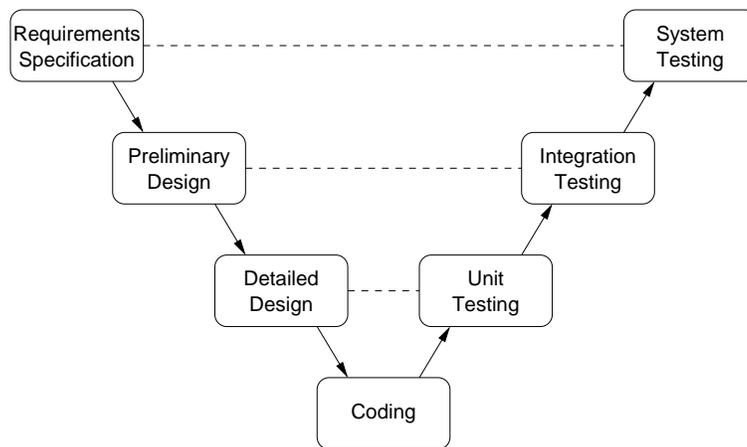 Requirements
Specification
System
Testing
Preliminary
Design
Integration
Testing
Detailed
Design
Unit
Testing
Coding